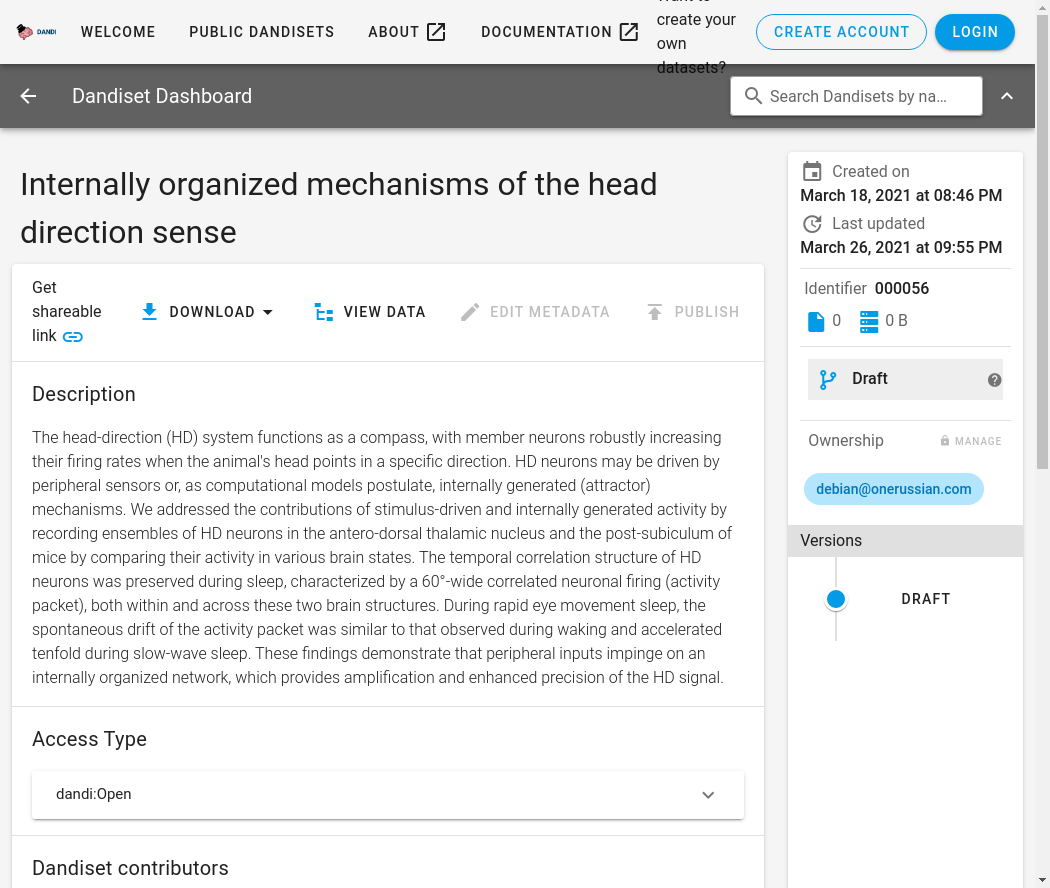 DANDI
WELCOME
PUBLIC DANDISETS
ABOUT
DOCUMENTATION
Want to
create your
own
datasets?
CREATE ACCOUNT
LOGIN
Dandiset Dashboard
Search Dandisets by na…
Internally organized mechanisms of the head
direction sense
Get
shareable
link
DOWNLOAD
VIEW DATA
EDIT METADATA
PUBLISH
Description
The head-direction (HD) system functions as a compass, with member neurons robustly increasing
their firing rates when the animal's head points in a specific direction. HD neurons may be driven by
peripheral sensors or, as computational models postulate, internally generated (attractor)
mechanisms. We addressed the contributions of stimulus-driven and internally generated activity by
recording ensembles of HD neurons in the antero-dorsal thalamic nucleus and the post-subiculum of
mice by comparing their activity in various brain states. The temporal correlation structure of HD
neurons was preserved during sleep, characterized by a 60°-wide correlated neuronal firing (activity
packet), both within and across these two brain structures. During rapid eye movement sleep, the
spontaneous drift of the activity packet was similar to that observed during waking and accelerated
tenfold during slow-wave sleep. These findings demonstrate that peripheral inputs impinge on an
internally organized network, which provides amplification and enhanced precision of the HD signal.
Access Type
dandi:Open
Dandiset contributors
Created on
March 18, 2021 at 08:46 PM
Last updated
March 26, 2021 at 09:55 PM
Identifier 000056
0
0 B
Draft
Ownership
MANAGE
debian@onerussian.com
Versions
DRAFT